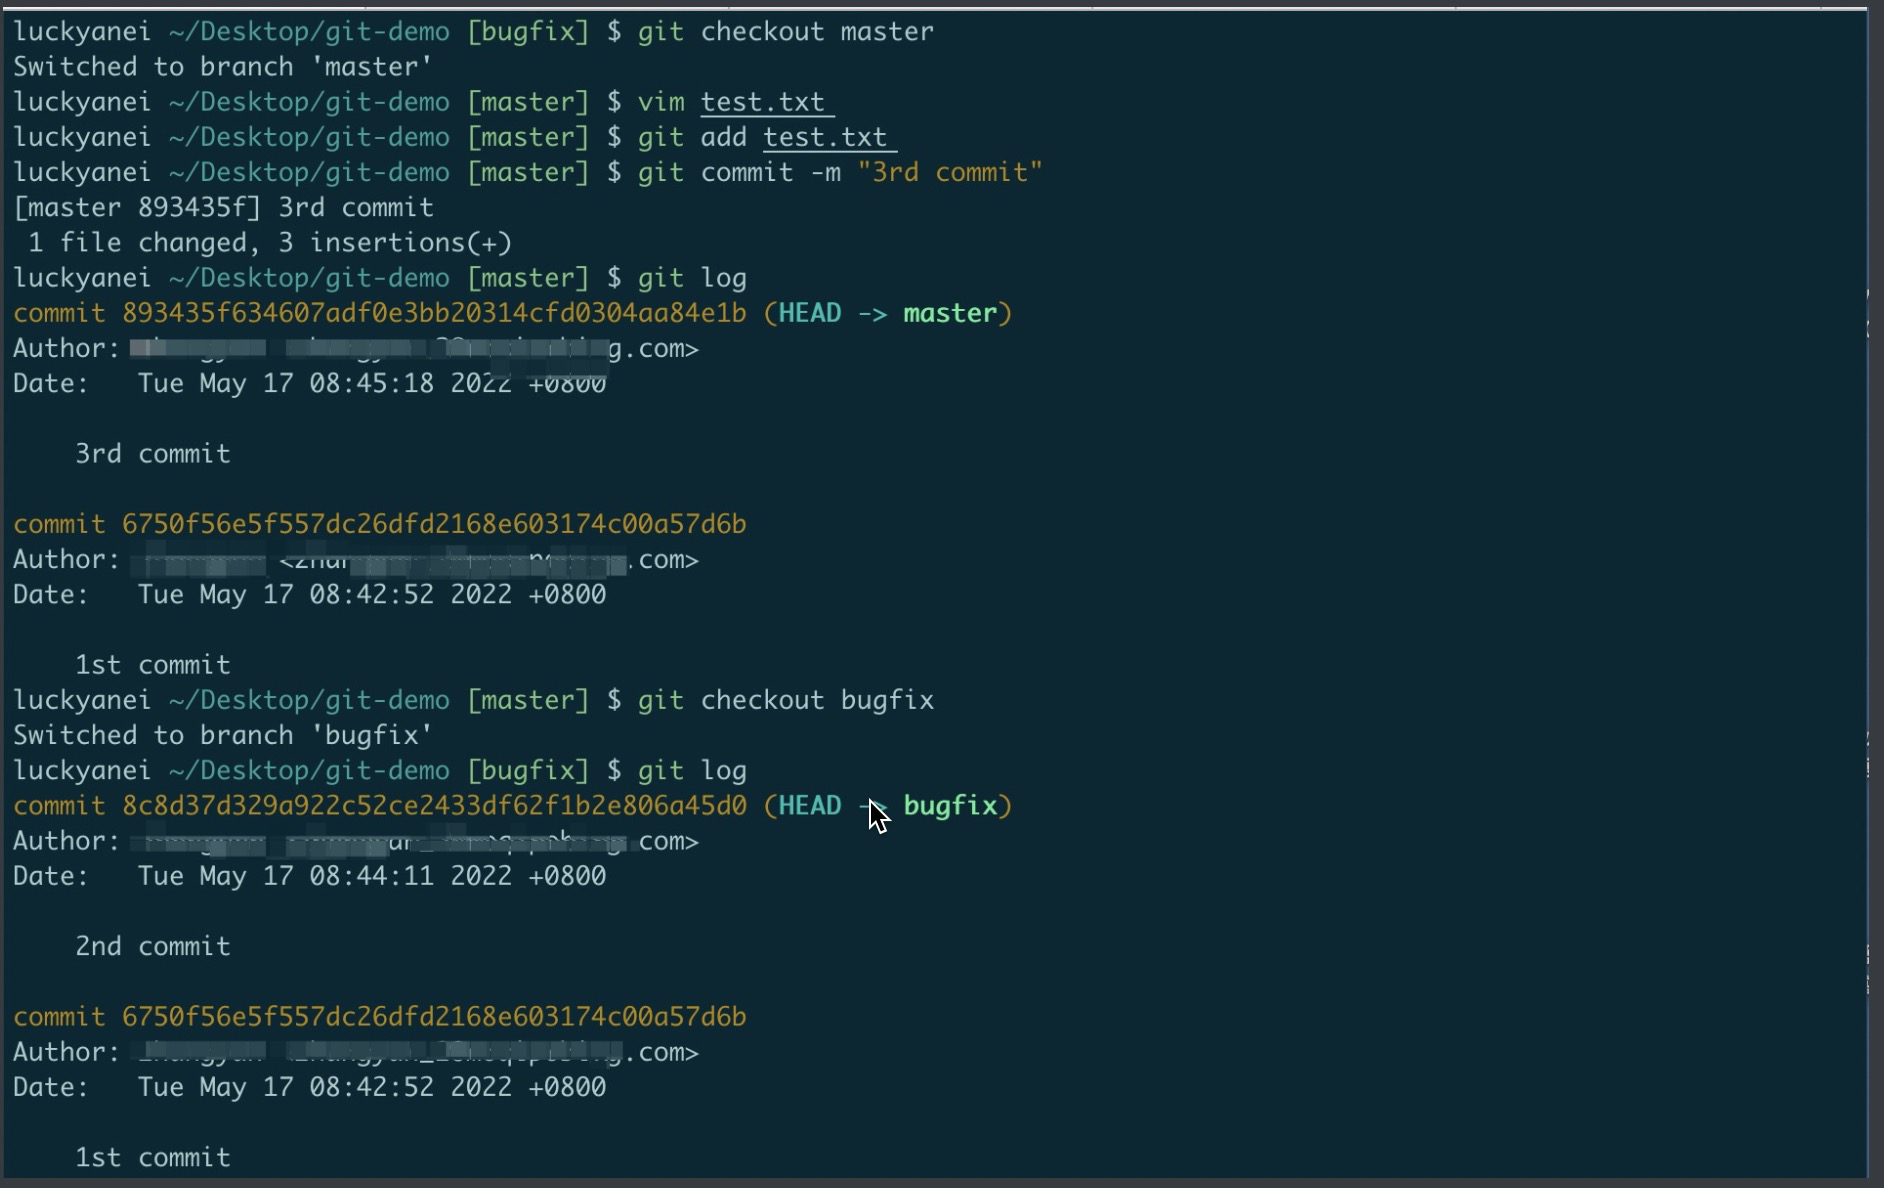 luckyanei ~/Desktop/git-demo [bugfix] $ git checkout master
Switched to branch 'master'
luckyanei ~/Desktop/git-demo [master] $ vim test.txt
luckyanei ~/Desktop/git-demo [master] $ git add test.txt
luckyanei ~/Desktop/git-demo [master] $ git commit -m "3rd commit"
[master 893435f] 3rd commit
 1 file changed, 3 insertions(+)
luckyanei ~/Desktop/git-demo [master] $ git log
commit 893435f634607adf0e3bb20314cfd0304aa84e1b (HEAD -> master)
Author: g.com>
Date:   Tue May 17 08:45:18 2022 +0800
    3rd commit
commit 6750f56e5f557dc26dfd2168e603174c00a57d6b
Author: .com>
Date:   Tue May 17 08:42:52 2022 +0800
    1st commit
luckyanei ~/Desktop/git-demo [master] $ git checkout bugfix
Switched to branch 'bugfix'
luckyanei ~/Desktop/git-demo [bugfix] $ git log
commit 8c8d37d329a922c52ce2433df62f1b2e806a45d0 (HEAD -> bugfix)
Author: com>
Date:   Tue May 17 08:44:11 2022 +0800
    2nd commit
commit 6750f56e5f557dc26dfd2168e603174c00a57d6b
Author: .com>
Date:   Tue May 17 08:42:52 2022 +0800
    1st commit